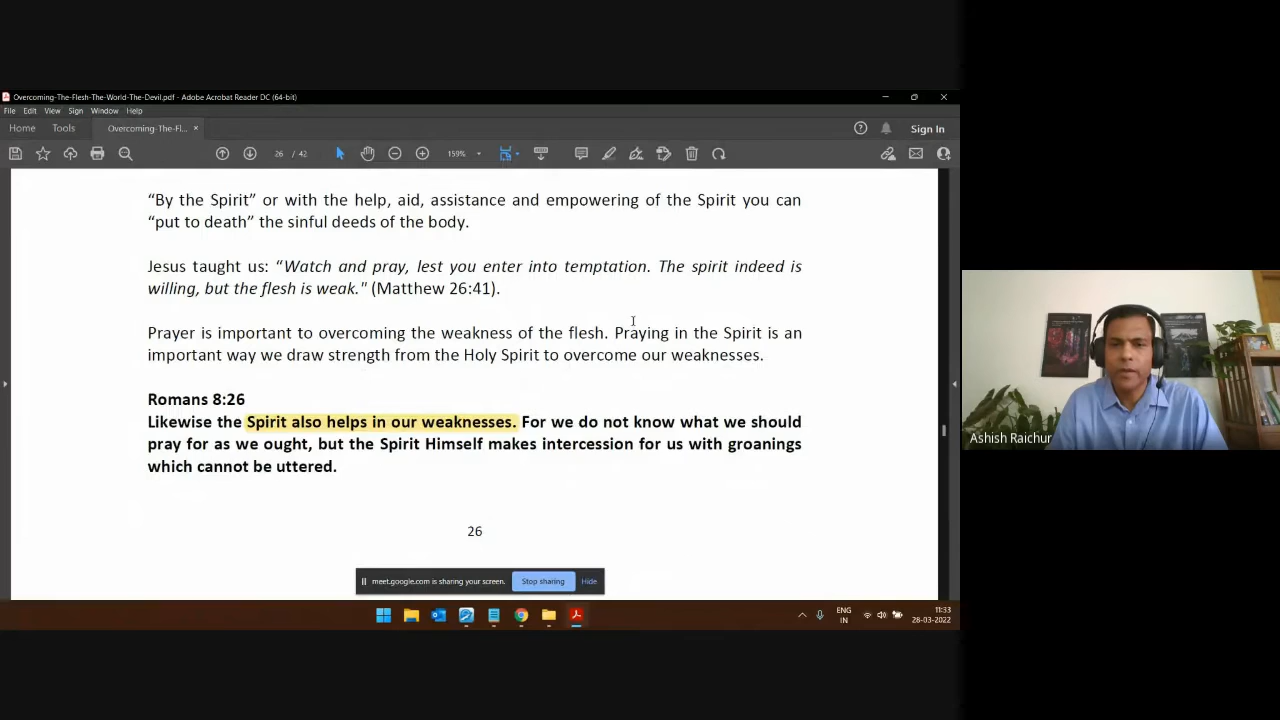 Overcoming-The-Flesh-The-World-The-Devil.pdf - Adobe Acrobat Reader DC (64-bit)
File Edit View Sign Window Help
Home Tools Overcoming-The-Fl... × Sign In
26 / 42 159%
“By the Spirit” or with the help, aid, assistance and empowering of the Spirit you can
“put to death” the sinful deeds of the body.
Jesus taught us: “Watch and pray, lest you enter into temptation. The spirit indeed is
willing, but the flesh is weak." (Matthew 26:41).
Prayer is important to overcoming the weakness of the flesh. Praying in the Spirit is an
important way we draw strength from the Holy Spirit to overcome our weaknesses.
Romans 8:26
Likewise the Spirit also helps in our weaknesses. For we do not know what we should
pray for as we ought, but the Spirit Himself makes intercession for us with groanings
which cannot be uttered.
26
Ashish Raichur
meet.google.com is sharing your screen. Stop sharing Hide
ENG
IN
11:33
28-03-2022